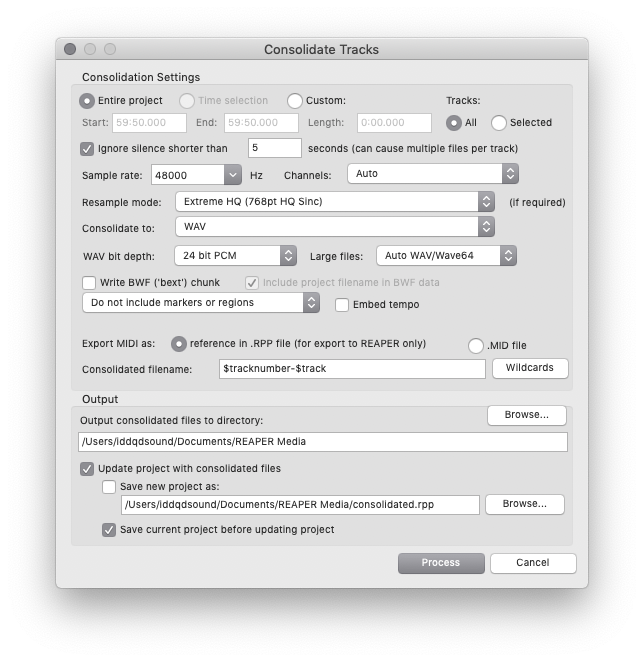 Consolidate Tracks
Consolidation Settings
Entire project Time selection Custom: Tracks:
Start: 59:50.000 End: 59:50.000 Length: 0:00.000 All Selected
Ignore silence shorter than 5 seconds (can cause multiple files per track)
Sample rate: 48000 Hz Channels: Auto
Resample mode: Extreme HQ (768pt HQ Sinc) (if required)
Consolidate to: WAV
WAV bit depth: 24 bit PCM Large files: Auto WAV/Wave64
Write BWF ('bext') chunk Include project filename in BWF data
Do not include markers or regions Embed tempo
Export MIDI as: reference in .RPP file (for export to REAPER only) .MID file
Consolidated filename: $tracknumber-$track Wildcards
Output
Output consolidated files to directory: Browse...
/Users/iddqdsound/Documents/REAPER Media
Update project with consolidated files
Save new project as:
/Users/iddqdsound/Documents/REAPER Media/consolidated.rpp Browse...
Save current project before updating project
Process Cancel